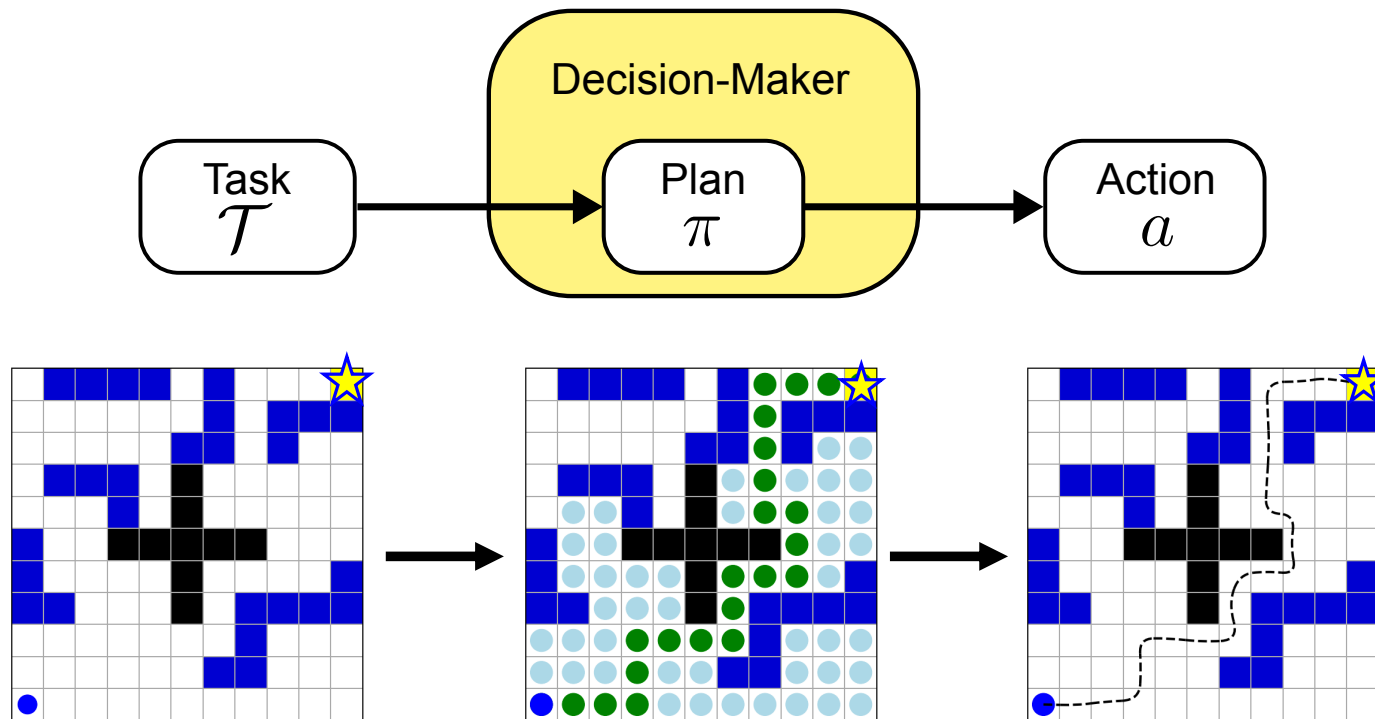 Decision-Maker
Task
𝒯
Plan
π
Action
a